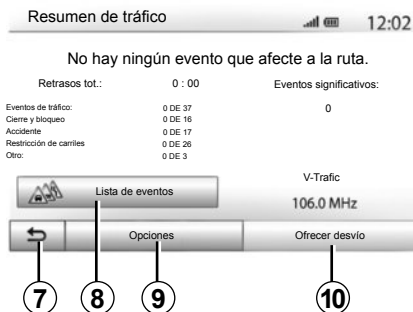 Resumen de tráfico 12:02
No hay ningún evento que afecte a la ruta.
Retrasos tot.: 0 : 00 Eventos significativos:
Eventos de tráfico: 0 DE 37 0
Cierre y bloqueo 0 DE 16
Accidente 0 DE 17
Restricción de carriles 0 DE 26
Otro: 0 DE 3
V-Trafic
Lista de eventos
106.0 MHz
Opciones Ofrecer desvío
7 8 9 10